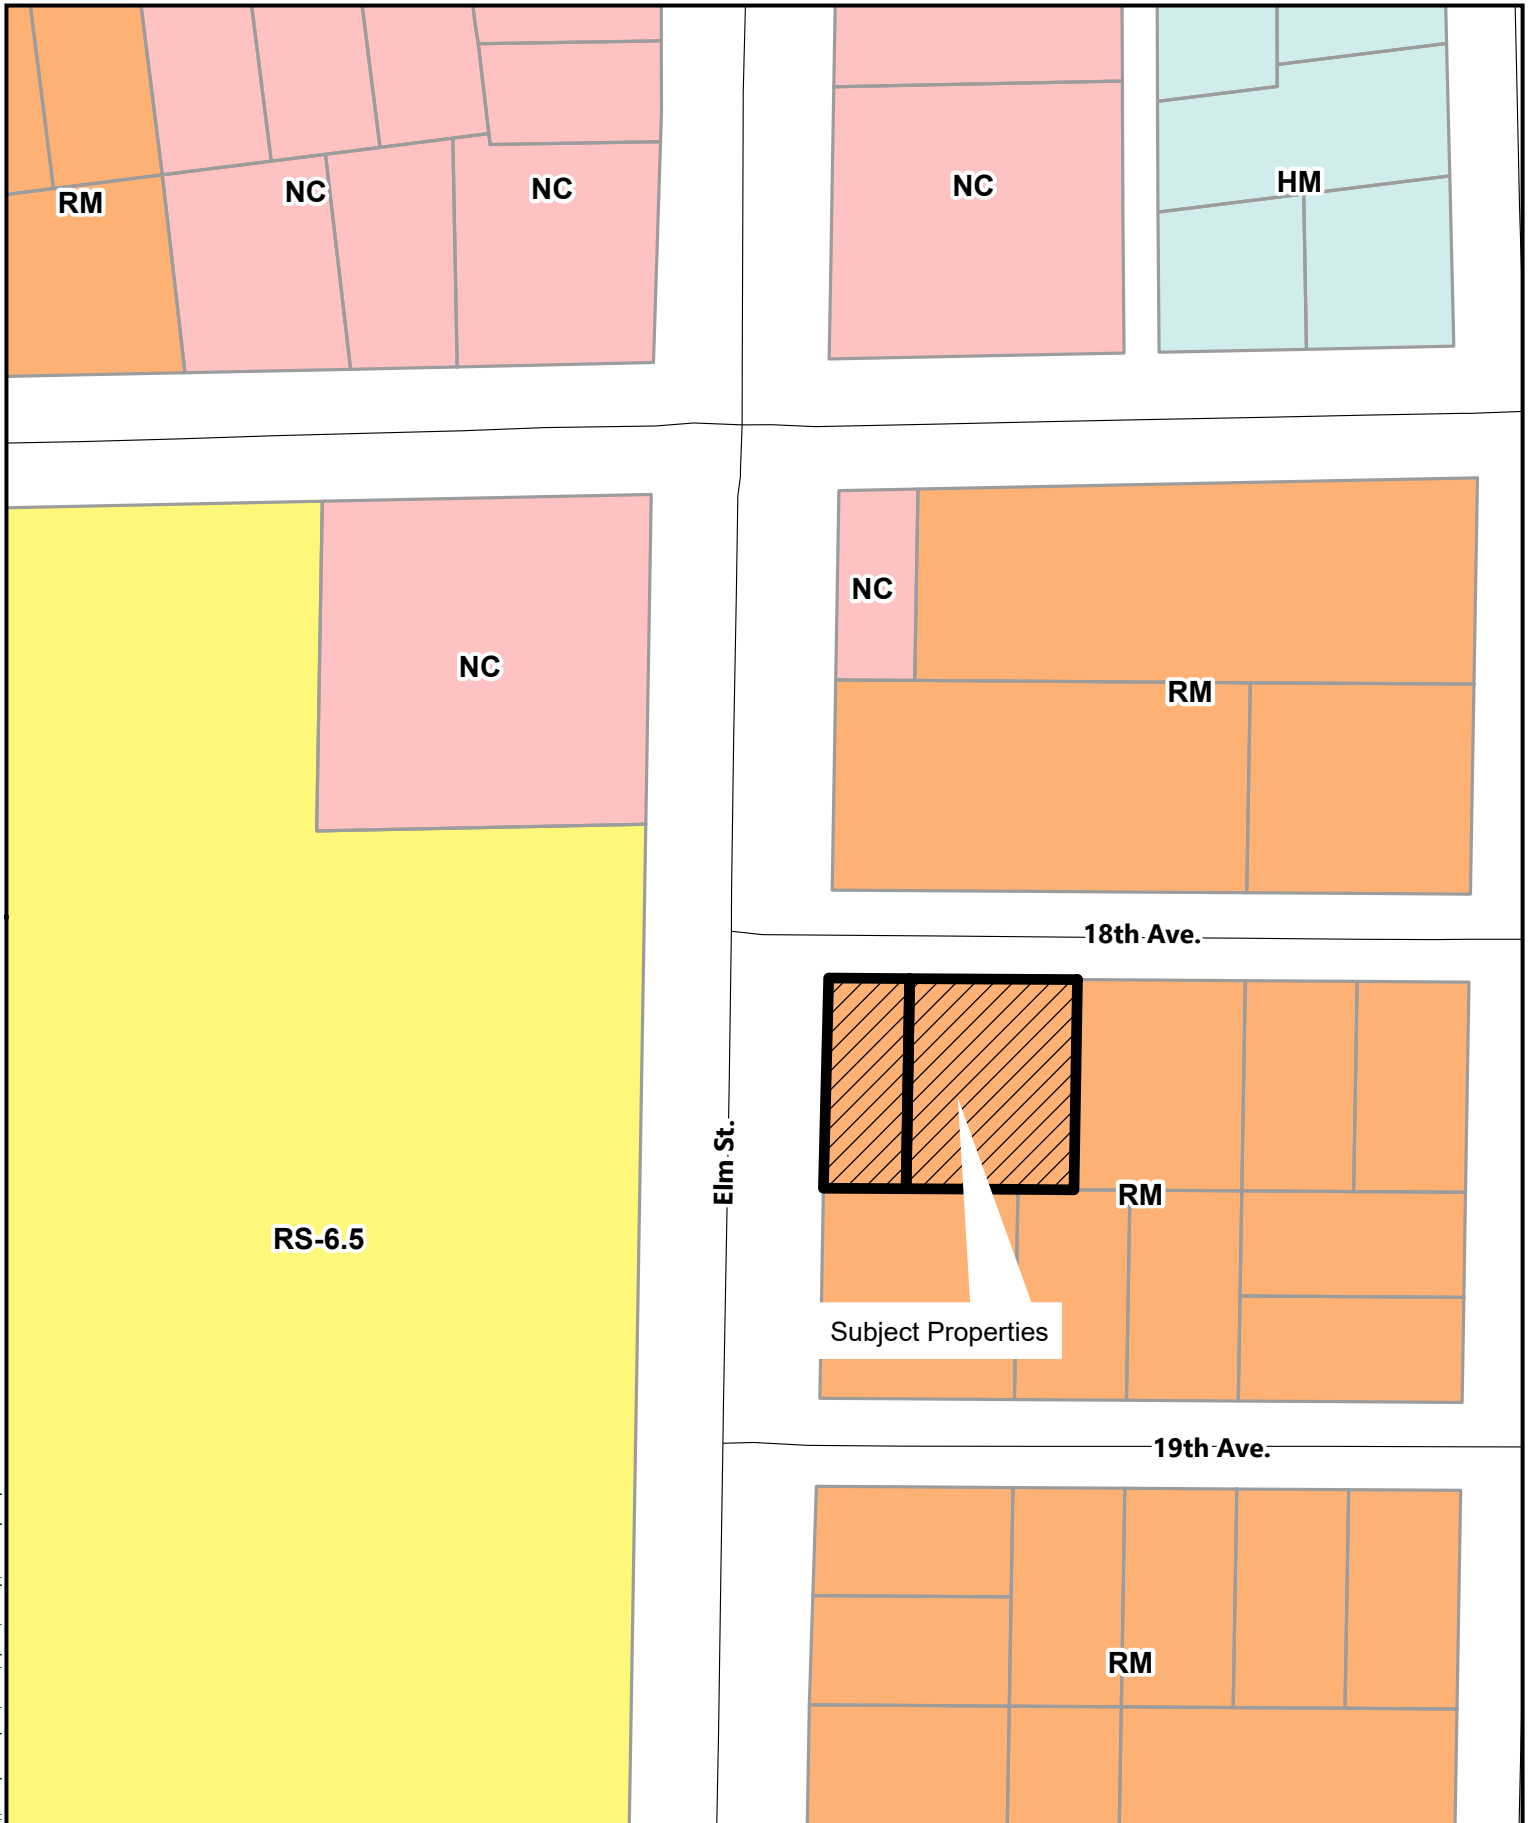 RM
NC
NC
NC
HM
NC
NC
RM
18th Ave.
Elm St.
RM
RS-6.5
Subject Properties
19th Ave.
RM